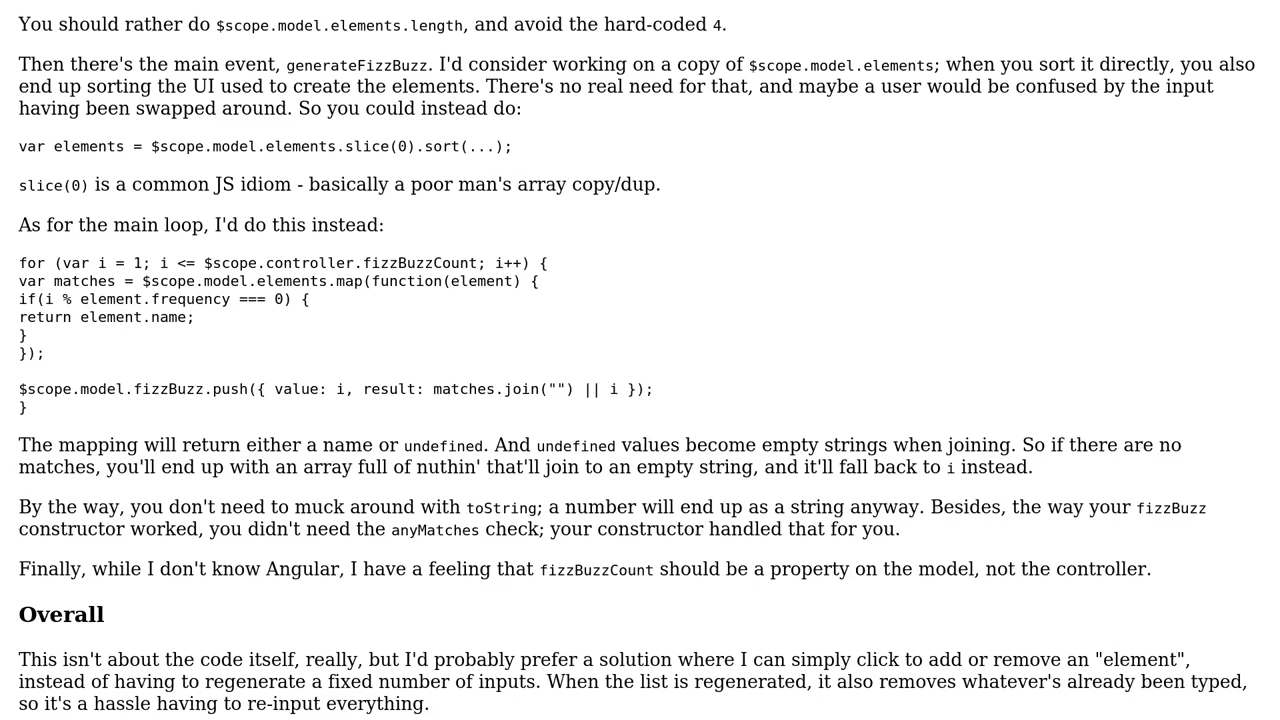 You should rather do $scope.model.elements.length, and avoid the hard-coded 4.
Then there's the main event, generateFizzBuzz. I'd consider working on a copy of $scope.model.elements; when you sort it directly, you also
end up sorting the UI used to create the elements. There's no real need for that, and maybe a user would be confused by the input
having been swapped around. So you could instead do:
var elements = $scope.model.elements.slice(0).sort(...);
slice(0) is a common JS idiom - basically a poor man's array copy/dup.
As for the main loop, I'd do this instead:
for (var i = 1; i <= $scope.controller.fizzBuzzCount; i++) {
var matches = $scope.model.elements.map(function(element) {
if(i % element.frequency === 0) {
return element.name;
}
});
$scope.model.fizzBuzz.push({ value: i, result: matches.join("") || i });
}
The mapping will return either a name or undefined. And undefined values become empty strings when joining. So if there are no
matches, you'll end up with an array full of nuthin' that'll join to an empty string, and it'll fall back to i instead.
By the way, you don't need to muck around with toString; a number will end up as a string anyway. Besides, the way your fizzBuzz
constructor worked, you didn't need the anyMatches check; your constructor handled that for you.
Finally, while I don't know Angular, I have a feeling that fizzBuzzCount should be a property on the model, not the controller.
Overall
This isn't about the code itself, really, but I'd probably prefer a solution where I can simply click to add or remove an "element",
instead of having to regenerate a fixed number of inputs. When the list is regenerated, it also removes whatever's already been typed,
so it's a hassle having to re-input everything.